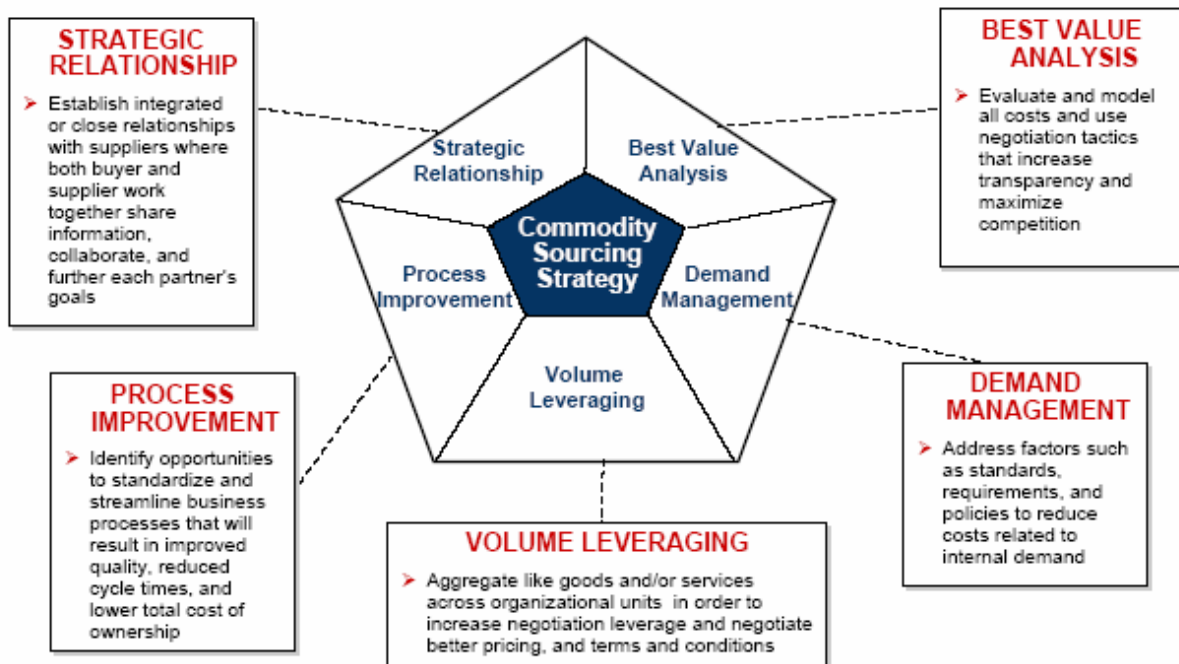 STRATEGIC
RELATIONSHIP
➢ Establish integrated
or close relationships
with suppliers where
both buyer and
supplier work
together share
information,
collaborate, and
further each partner's
goals
BEST VALUE
ANALYSIS
➢ Evaluate and model
all costs and use
negotiation tactics
that increase
transparency and
maximize
competition
Strategic
Relationship
Best Value
Analysis
Commodity
Sourcing
Strategy
Process
Improvement
Demand
Management
Volume
Leveraging
PROCESS
IMPROVEMENT
➢ Identify opportunities
to standardize and
streamline business
processes that will
result in improved
quality, reduced
cycle times, and
lower total cost of
ownership
VOLUME LEVERAGING
➢ Aggregate like goods and/or services
across organizational units in order to
increase negotiation leverage and negotiate
better pricing, and terms and conditions
DEMAND
MANAGEMENT
➢ Address factors such
as standards,
requirements, and
policies to reduce
costs related to
internal demand